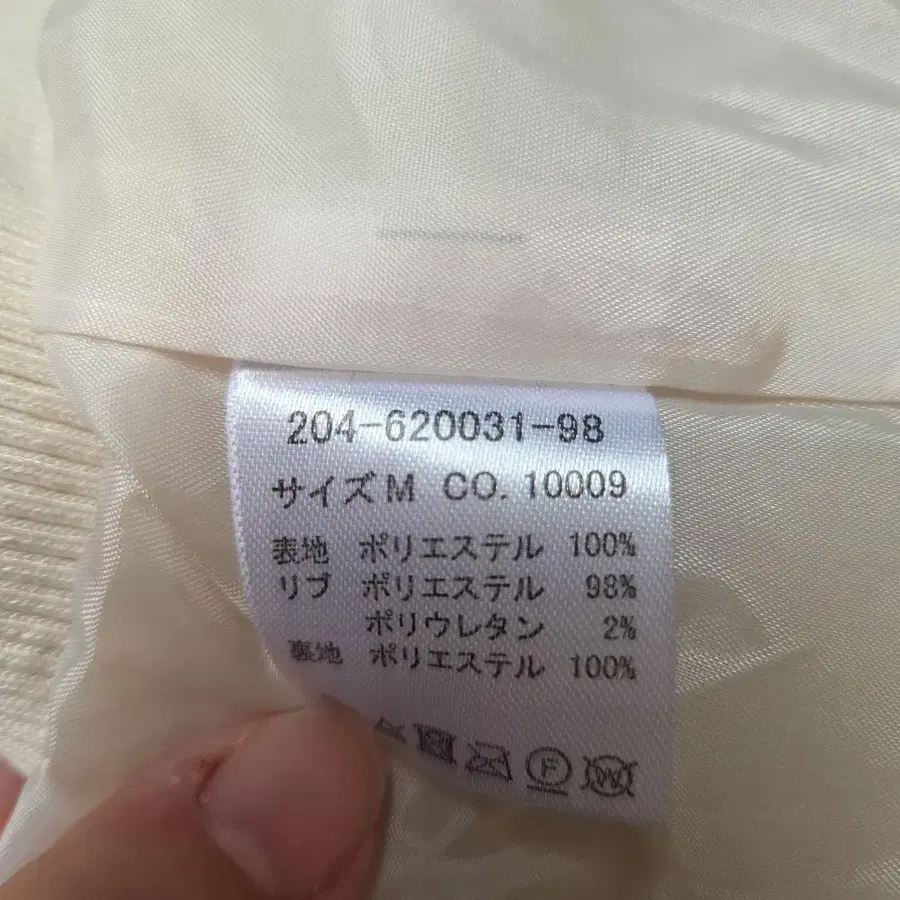 204-620031-98
サイズ M CO. 10009
表地 ポリエステル 100%
リブ ポリエステル 98%
ポリウレタン 2%
裏地 ポリエステル 100%
F W